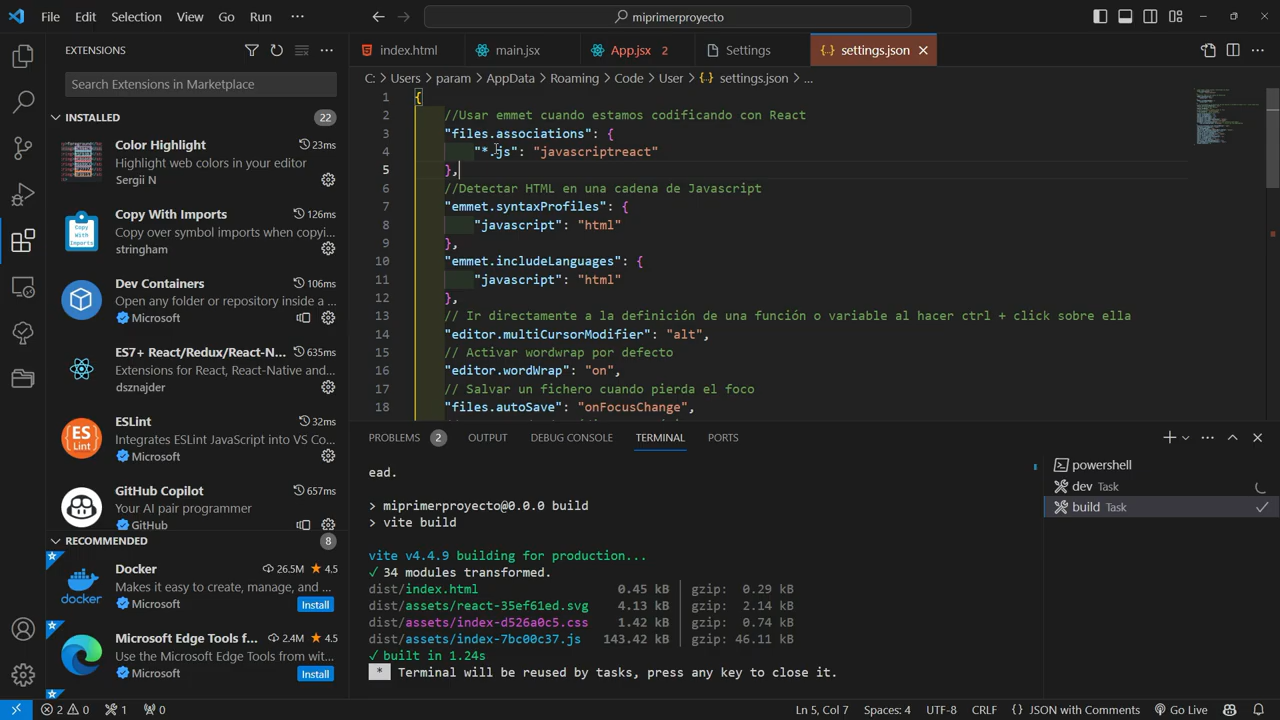 File Edit Selection View Go Run ···
miprimerproyecto
EXTENSIONS
Search Extensions in Marketplace
INSTALLED 22
Color Highlight 23ms
Highlight web colors in your editor
Sergii N
Copy With Imports 126ms
Copy over symbol imports when copyi...
stringham
Copy With Imports
Dev Containers 106ms
Open any folder or repository inside a ...
Microsoft
ES7+ React/Redux/React-N... 635ms
Extensions for React, React-Native and...
dsznajder
ESLint 32ms
Integrates ESLint JavaScript into VS Co...
Microsoft
ES Lint
GitHub Copilot 657ms
Your AI pair programmer
GitHub
RECOMMENDED 8
Docker 26.5M ★ 4.5
Makes it easy to create, manage, and ...
Microsoft Install
docker
Microsoft Edge Tools f... 2.4M ★ 4.5
Use the Microsoft Edge Tools from wit...
Microsoft Install
index.html main.jsx App.jsx 2 Settings {} settings.json
C: > Users > param > AppData > Roaming > Code > User > {} settings.json > ...
1 {
2 //Usar emmet cuando estamos codificando con React
3 "files.associations": {
4 "*.js": "javascriptreact"
5 },
6 //Detectar HTML en una cadena de Javascript
7 "emmet.syntaxProfiles": {
8 "javascript": "html"
9 },
10 "emmet.includeLanguages": {
11 "javascript": "html"
12 },
13 // Ir directamente a la definición de una función o variable al hacer ctrl + click sobre ella
14 "editor.multiCursorModifier": "alt",
15 // Activar wordwrap por defecto
16 "editor.wordWrap": "on",
17 // Salvar un fichero cuando pierda el foco
18 "files.autoSave": "onFocusChange",
PROBLEMS 2 OUTPUT DEBUG CONSOLE TERMINAL PORTS
ead.
> miprimerproyecto@0.0.0 build
> vite build
vite v4.4.9 building for production...
✓ 34 modules transformed.
dist/index.html 0.45 kB │ gzip: 0.29 kB
dist/assets/react-35ef61ed.svg 4.13 kB │ gzip: 2.14 kB
dist/assets/index-d526a0c5.css 1.42 kB │ gzip: 0.74 kB
dist/assets/index-7bc00c37.js 143.42 kB │ gzip: 46.11 kB
✓ built in 1.24s
* Terminal will be reused by tasks, press any key to close it.
powershell
dev Task
build Task
2 0 1 0 Ln 5, Col 7 Spaces: 4 UTF-8 CRLF {} JSON with Comments Go Live